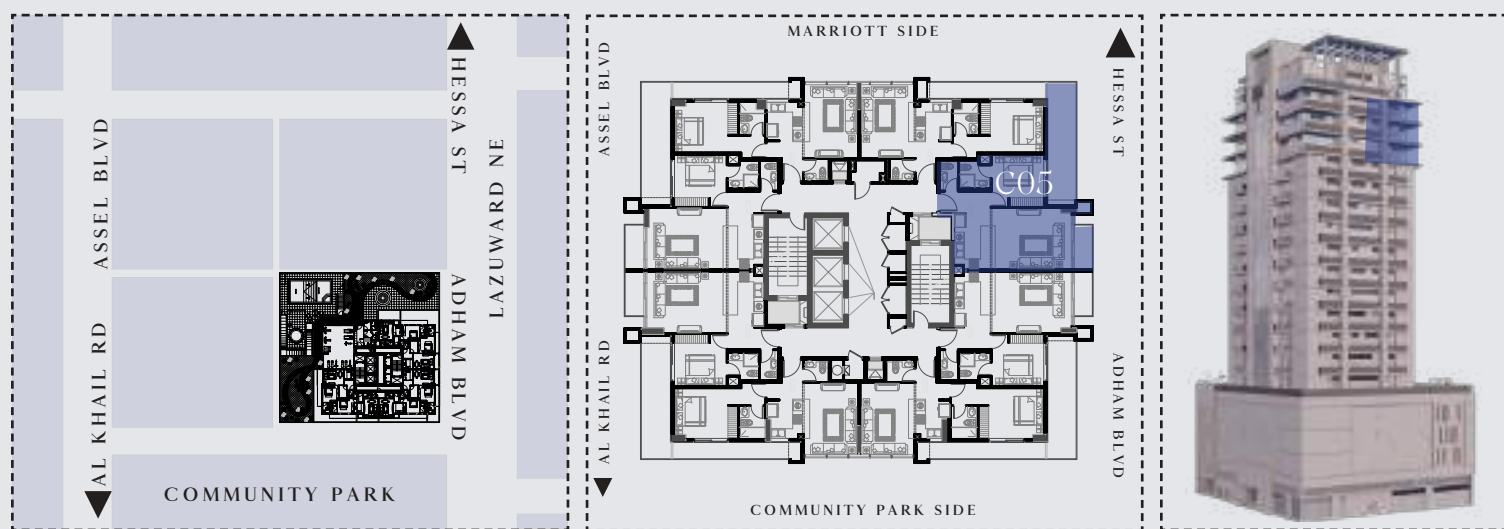 HESSA ST
ASSEL BLVD
LAZUWARD NE
ADHAM BLVD
AL KHAIL RD
COMMUNITY PARK
MARRIOTT SIDE
ASSEL BLVD
HESSA ST
C05
AL KHAIL RD
ADHAM BLVD
COMMUNITY PARK SIDE